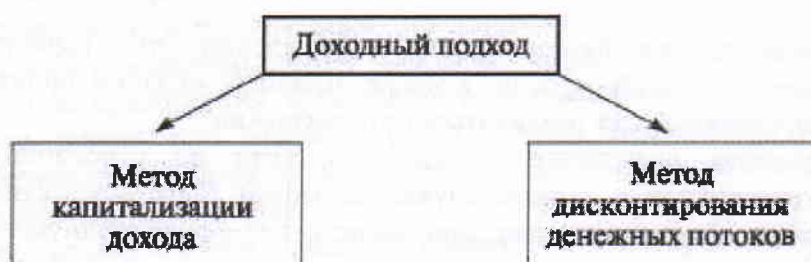 Доходный подход
Метод
капитализации
дохода
Метод
дисконтирования
денежных потоков